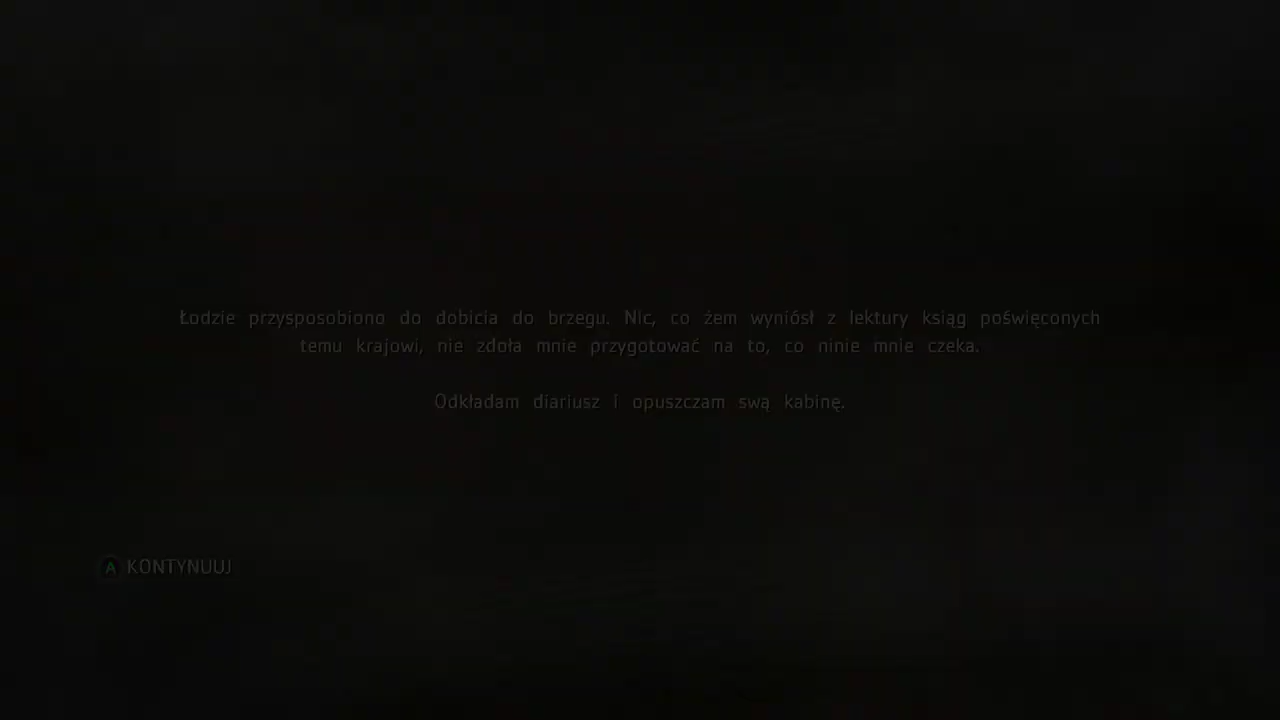 Łodzie przysposobiono do dobicia do brzegu. Nic, co żem wyniósł z lektury ksiąg poświęconych
temu krajowi, nie zdoła mnie przygotować na to, co ninie mnie czeka.
Odkładam diariusz i opuszczam swą kabinę.
A KONTYNUUJ